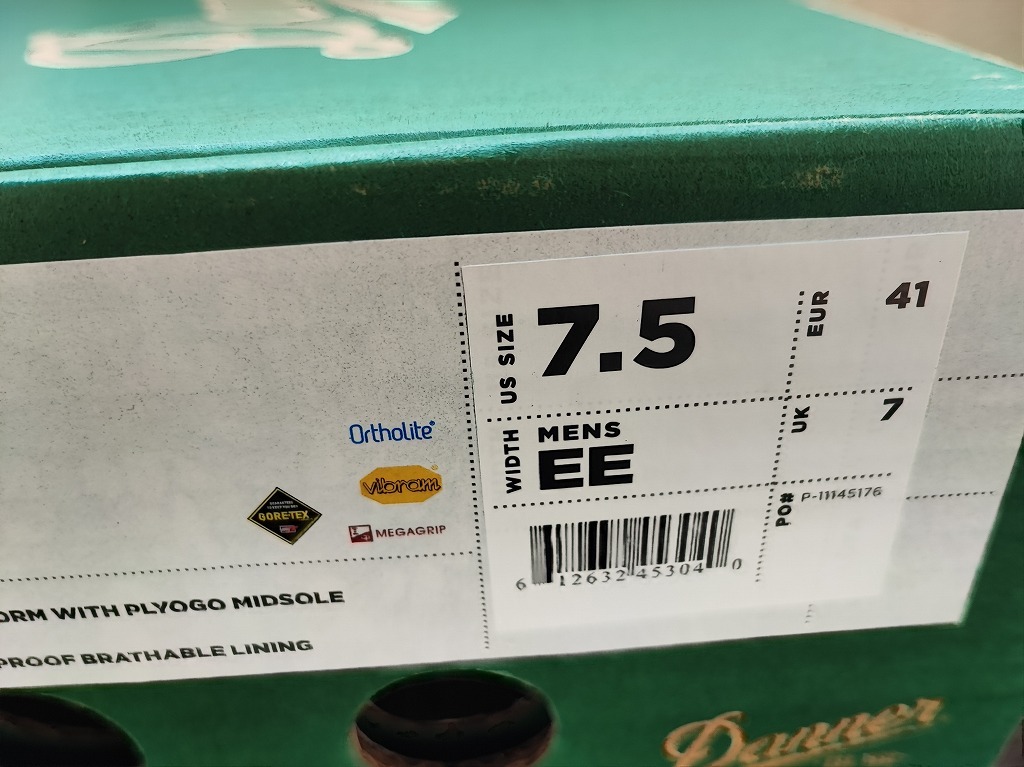 US SIZE
7.5
EUR
41
WIDTH
MENS
EE
UK
7
PO# P-11145176
6 12632 45304 0
Ortholite
vibram
GORE-TEX
MEGAGRIP
ORM WITH PLYOGO MIDSOLE
PROOF BRATHABLE LINING
Danner